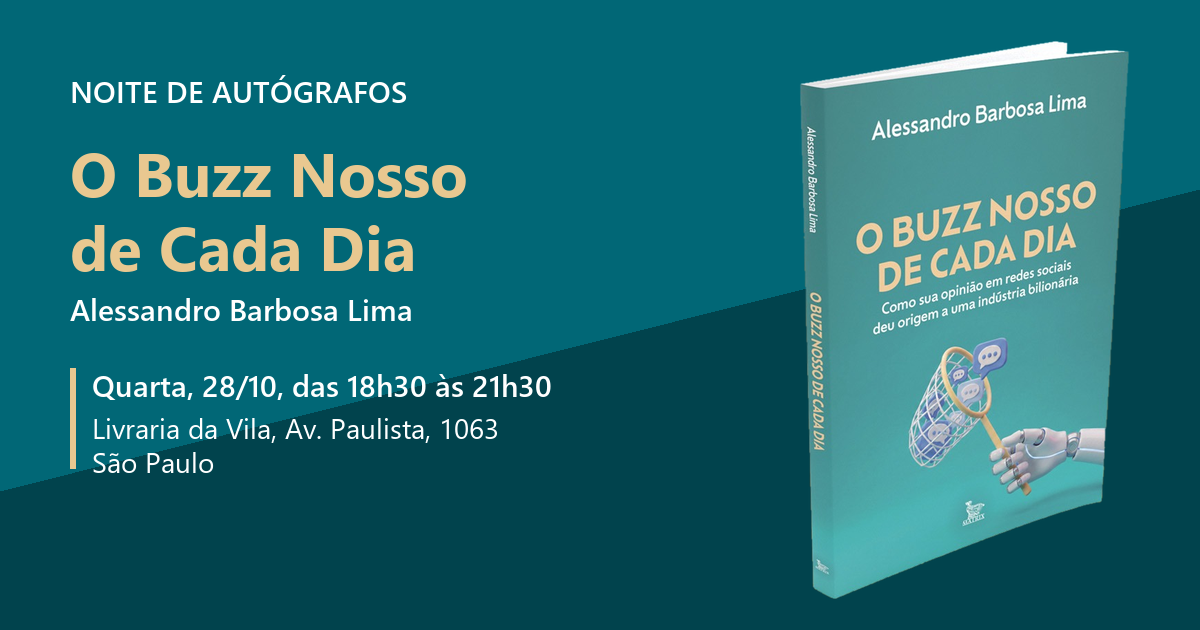 NOITE DE AUTÓGRAFOS
O Buzz Nosso
de Cada Dia
Alessandro Barbosa Lima
Quarta, 28/10, das 18h30 às 21h30
Livraria da Vila, Av. Paulista, 1063
São Paulo
Alessandro Barbosa Lima
O BUZZ NOSSO DE CADA DIA
Alessandro Barbosa Lima
O BUZZ NOSSO
DE CADA DIA
Como sua opinião em redes sociais
deu origem a uma indústria bilionária
MATRIX